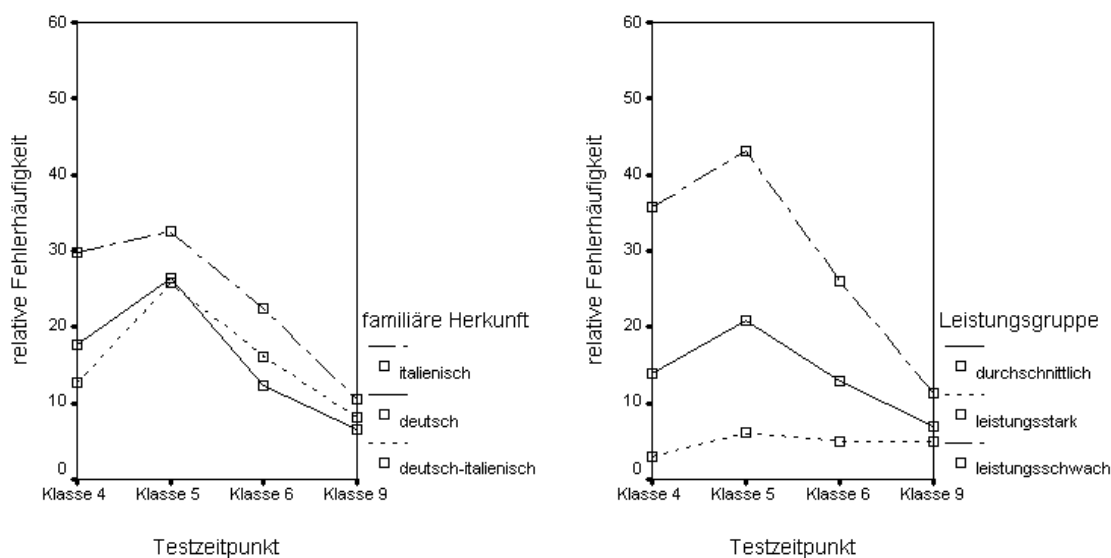 relative Fehlerhäufigkeit
60
50
40
30
20
10
0
Klasse 4 Klasse 5 Klasse 6 Klasse 9
Testzeitpunkt
familiäre Herkunft
italienisch
deutsch
deutsch-italienisch
relative Fehlerhäufigkeit
60
50
40
30
20
10
0
Klasse 4 Klasse 5 Klasse 6 Klasse 9
Testzeitpunkt
Leistungsgruppe
durchschnittlich
leistungsstark
leistungsschwach